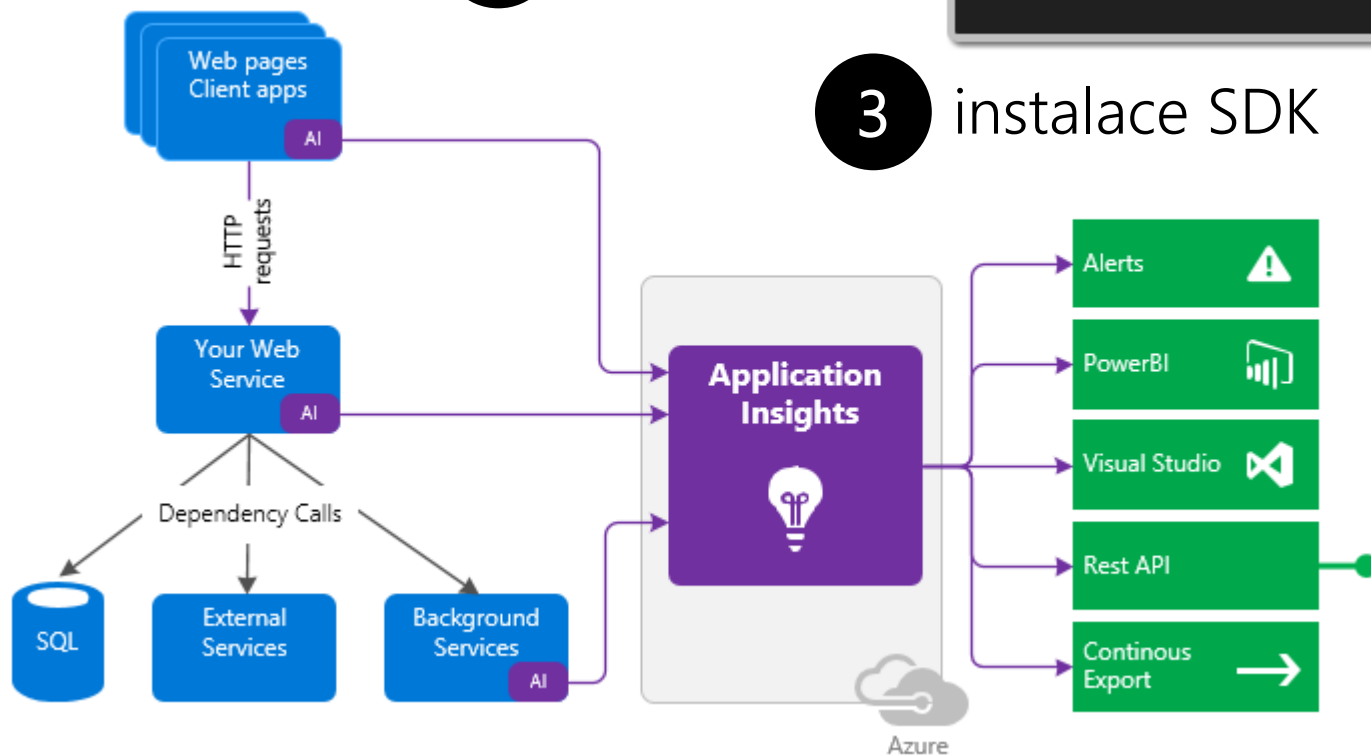 3 instalace SDK
Web pages
Client apps
AI
HTTP
requests
Your Web
Service
AI
Dependency Calls
SQL
External
Services
Background
Services
AI
Application
Insights
Azure
Alerts
PowerBI
Visual Studio
Rest API
Continous
Export